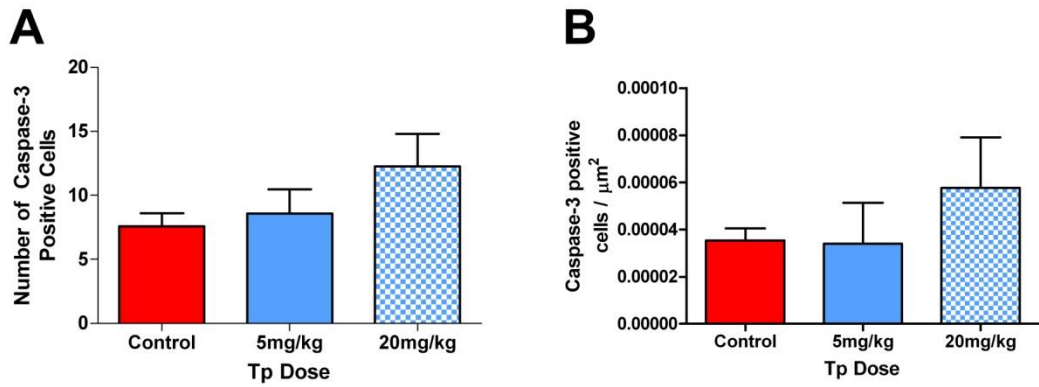 A
Number of Caspase-3
Positive Cells
20
15
10
5
0
Control
5mg/kg
20mg/kg
Tp Dose
B
Caspase-3 positive
cells / μm²
0.00010
0.00008
0.00006
0.00004
0.00002
0.00000
Control
5mg/kg
20mg/kg
Tp Dose